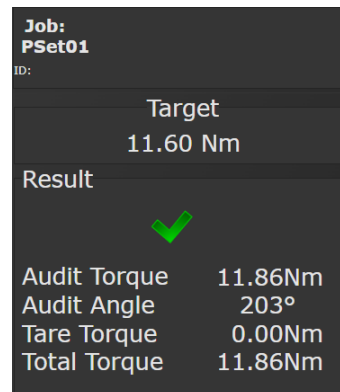 Job:
PSet01
ID:
Target
11.60 Nm
Result
Audit Torque 11.86Nm
Audit Angle 203°
Tare Torque 0.00Nm
Total Torque 11.86Nm